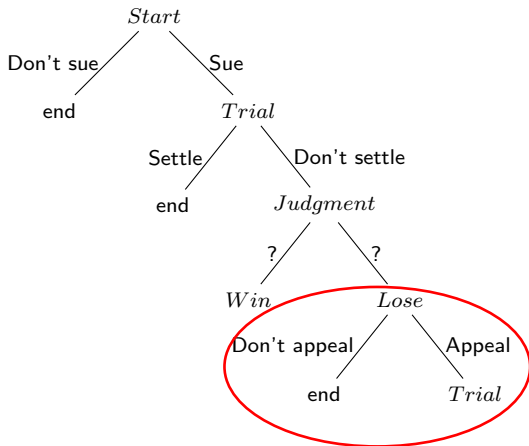 Start
Don't sue Sue
end Trial
Settle Don't settle
end Judgment
? ?
Win Lose
Don't appeal Appeal
end Trial